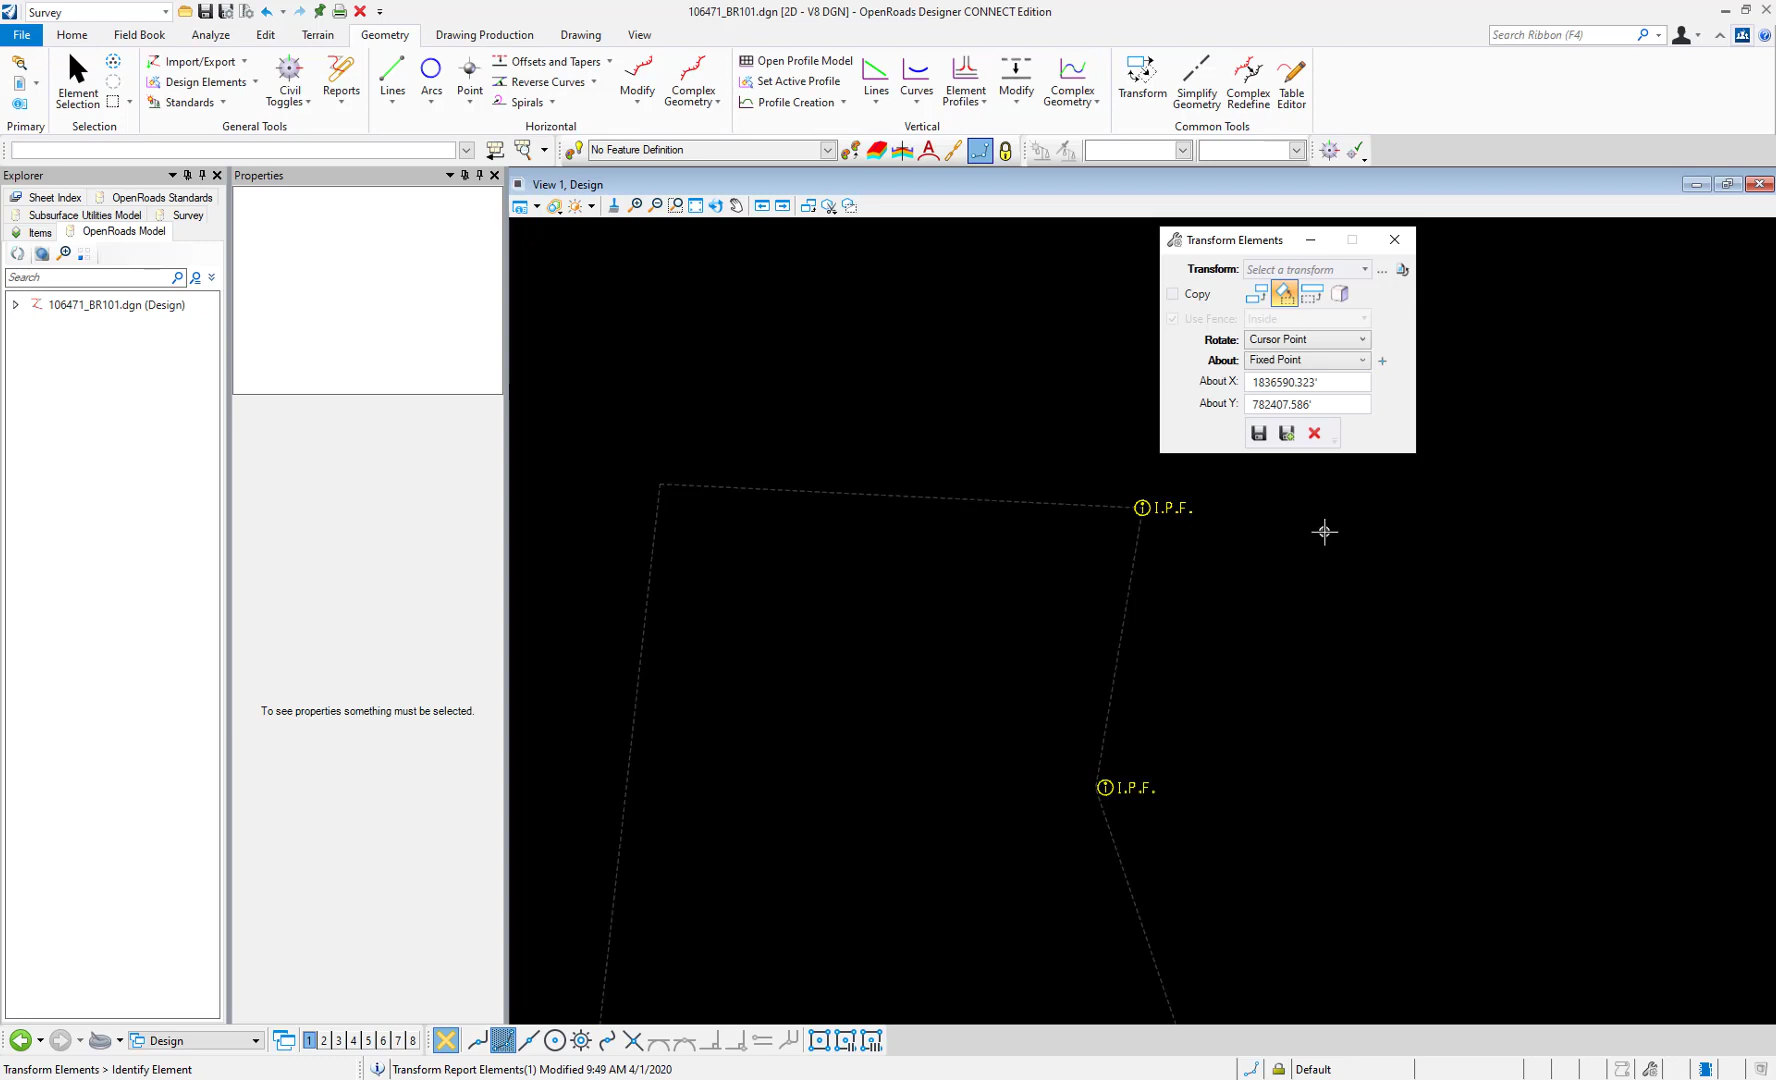 Survey
106471_BR101.dgn [2D - V8 DGN] - OpenRoads Designer CONNECT Edition
File
Home
Field Book
Analyze
Edit
Terrain
Geometry
Drawing Production
Drawing
View
Search Ribbon (F4)
Element
Selection
Import/Export
Design Elements
Standards
Civil
Toggles
Reports
Lines
Arcs
Point
Offsets and Tapers
Reverse Curves
Spirals
Modify
Complex
Geometry
Open Profile Model
Set Active Profile
Profile Creation
Lines
Curves
Element
Profiles
Modify
Complex
Geometry
Transform
Simplify
Geometry
Complex
Redefine
Table
Editor
Primary
Selection
General Tools
Horizontal
Vertical
Common Tools
No Feature Definition
Explorer
Properties
View 1, Design
Sheet Index
OpenRoads Standards
Subsurface Utilities Model
Survey
Items
OpenRoads Model
Search
106471_BR101.dgn (Design)
To see properties something must be selected.
Transform Elements
Transform: Select a transform
Copy
Use Fence: Inside
Rotate: Cursor Point
About: Fixed Point
About X: 1836590.323'
About Y: 782407.586'
I.P.F.
I.P.F.
Design
1 2 3 4 5 6 7 8
Transform Elements > Identify Element
Transform Report Elements(1) Modified 9:49 AM 4/1/2020
Default